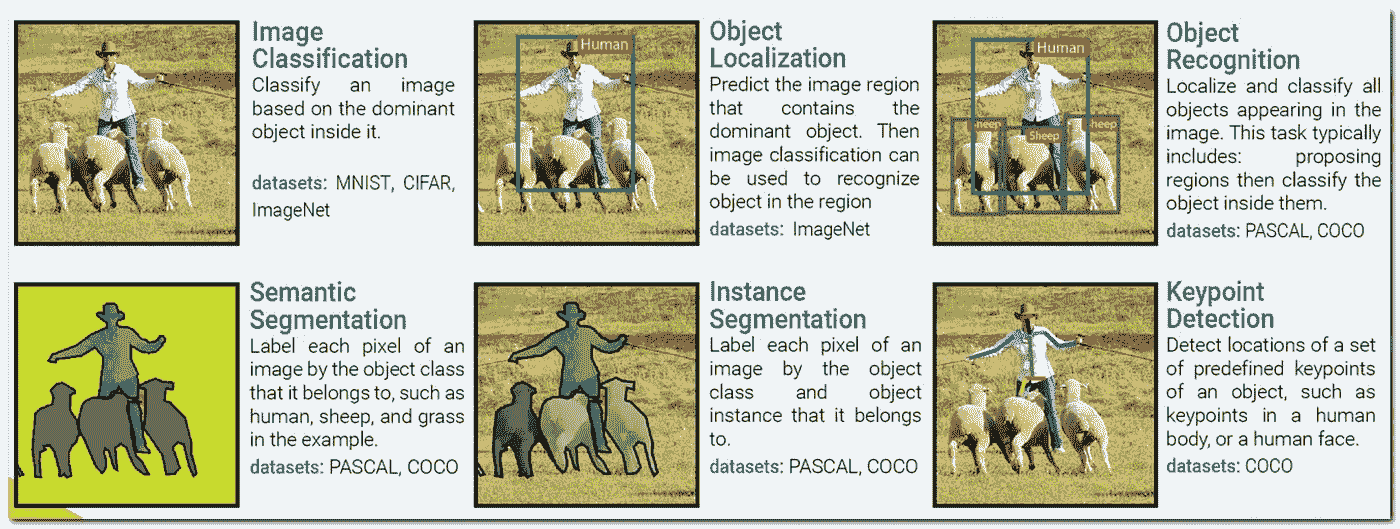 Image
Classification
Classify an image
based on the dominant
object inside it.
datasets: MNIST, CIFAR,
ImageNet
Human
Object
Localization
Predict the image region
that contains the
dominant object. Then
image classification can
be used to recognize
object in the region
datasets: ImageNet
Human
Sheep
Sheep
Sheep
Object
Recognition
Localize and classify all
objects appearing in the
image. This task typically
includes: proposing
regions then classify the
object inside them.
datasets: PASCAL, COCO
Semantic
Segmentation
Label each pixel of an
image by the object class
that it belongs to, such as
human, sheep, and grass
in the example.
datasets: PASCAL, COCO
Instance
Segmentation
Label each pixel of an
image by the object
class and object
instance that it belongs
to.
datasets: PASCAL, COCO
Keypoint
Detection
Detect locations of a set
of predefined keypoints
of an object, such as
keypoints in a human
body, or a human face.
datasets: COCO